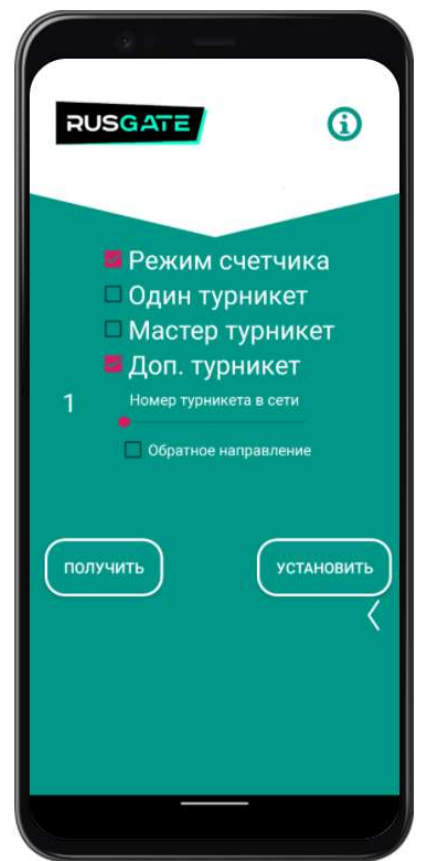 RUSGATE
Режим счетчика
Один турникет
Мастер турникет
Доп. турникет
1 Номер турникета в сети
Обратное направление
ПОЛУЧИТЬ УСТАНОВИТЬ